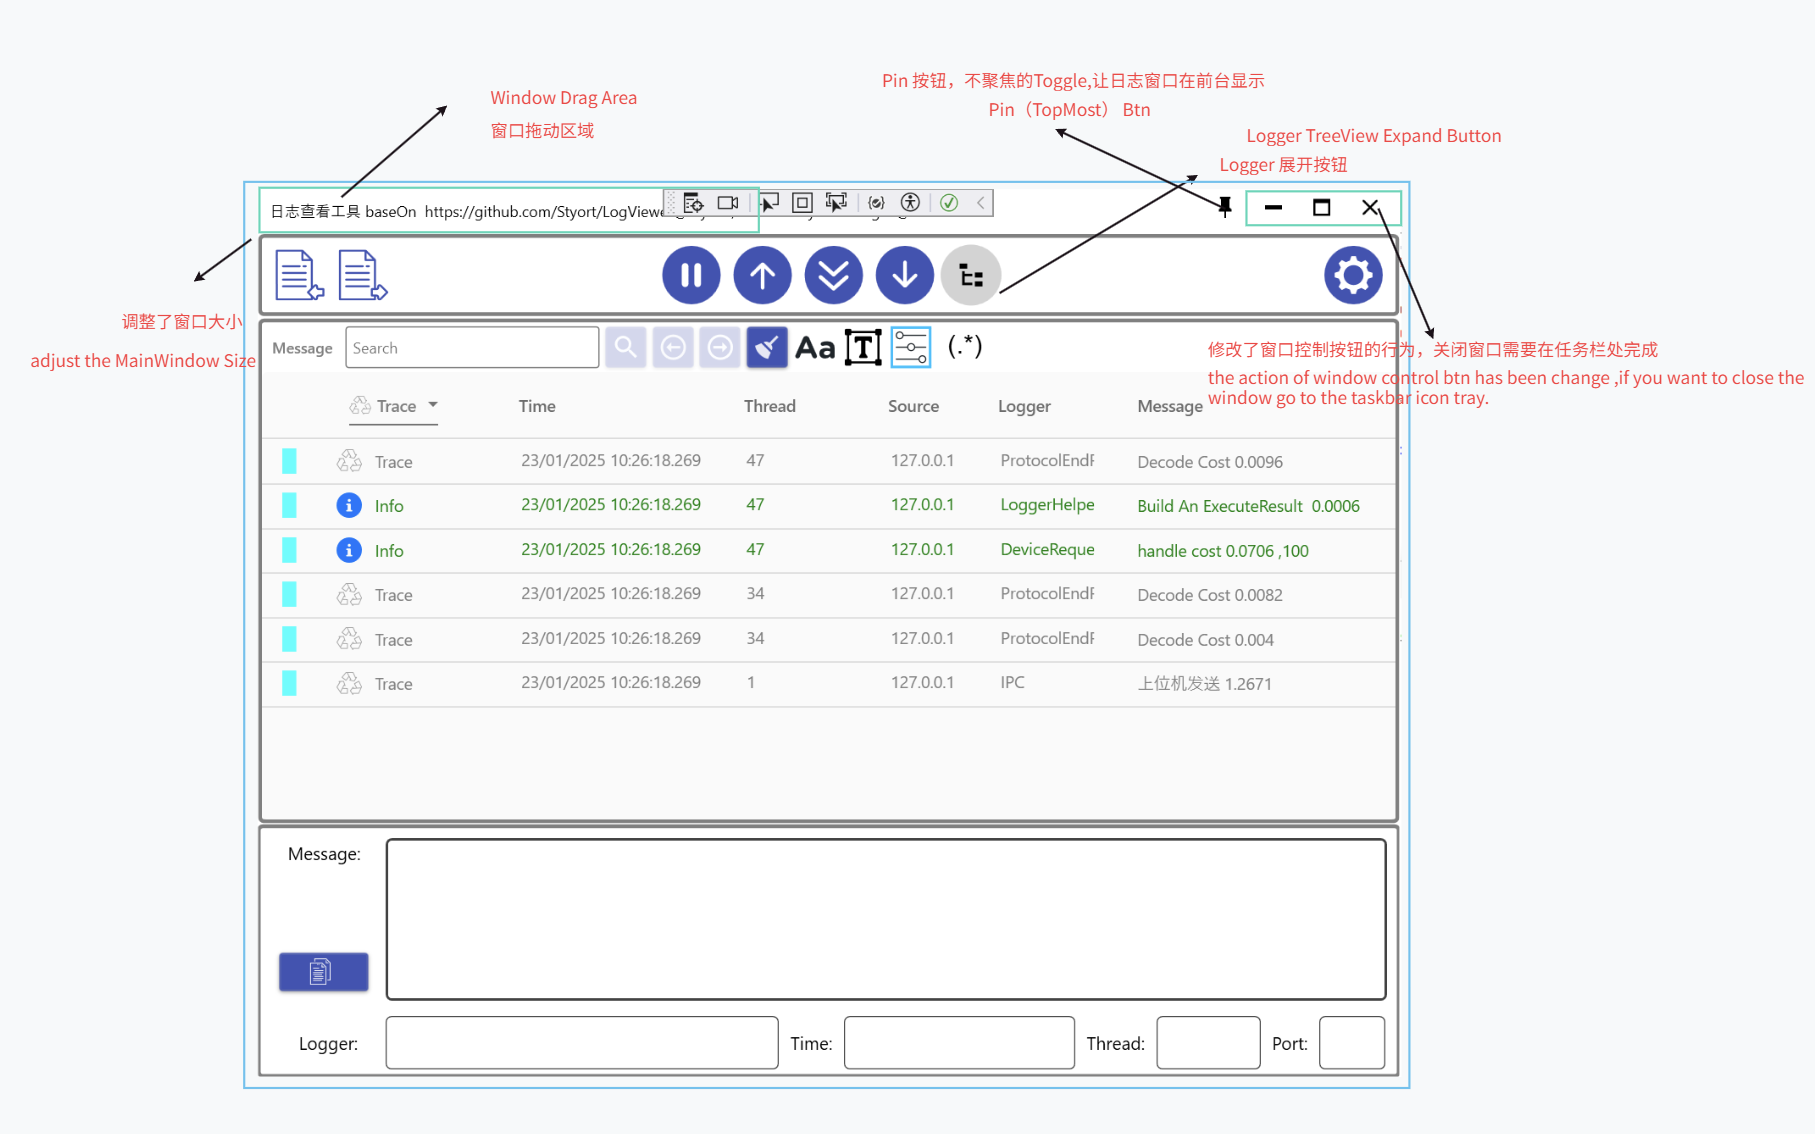 Window Drag Area
窗口拖动区域
Pin 按钮，不聚焦的Toggle,让日志窗口在前台显示
Pin（TopMost） Btn
Logger TreeView Expand Button
Logger 展开按钮
日志查看工具 baseOn  https://github.com/Styort/LogViewe
调整了窗口大小
adjust the MainWindow Size
修改了窗口控制按钮的行为，关闭窗口需要在任务栏处完成
the action of window control btn has been change ,if you want to close the
window go to the taskbar icon tray.
Message Search Aa T (.*)
Trace Time Thread Source Logger Message
Trace 23/01/2025 10:26:18.269 47 127.0.0.1 ProtocolEndF Decode Cost 0.0096
Info 23/01/2025 10:26:18.269 47 127.0.0.1 LoggerHelpe Build An ExecuteResult  0.0006
Info 23/01/2025 10:26:18.269 47 127.0.0.1 DeviceReque handle cost 0.0706 ,100
Trace 23/01/2025 10:26:18.269 34 127.0.0.1 ProtocolEndF Decode Cost 0.0082
Trace 23/01/2025 10:26:18.269 34 127.0.0.1 ProtocolEndF Decode Cost 0.004
Trace 23/01/2025 10:26:18.269 1 127.0.0.1 IPC 上位机发送 1.2671
Message:
Logger: Time: Thread: Port: